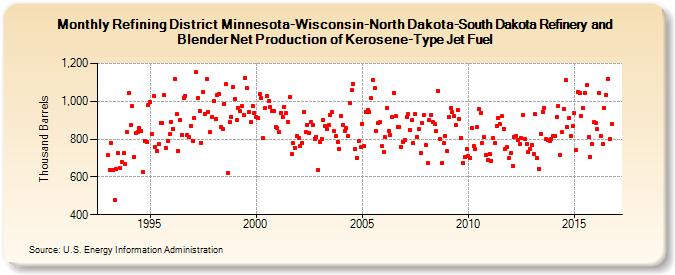 Monthly Refining District Minnesota-Wisconsin-North Dakota-South Dakota Refinery and
Blender Net Production of Kerosene-Type Jet Fuel
Thousand Barrels
1,200
1,000
800
600
400
1995
2000
2005
2010
2015
Source: U.S. Energy Information Administration